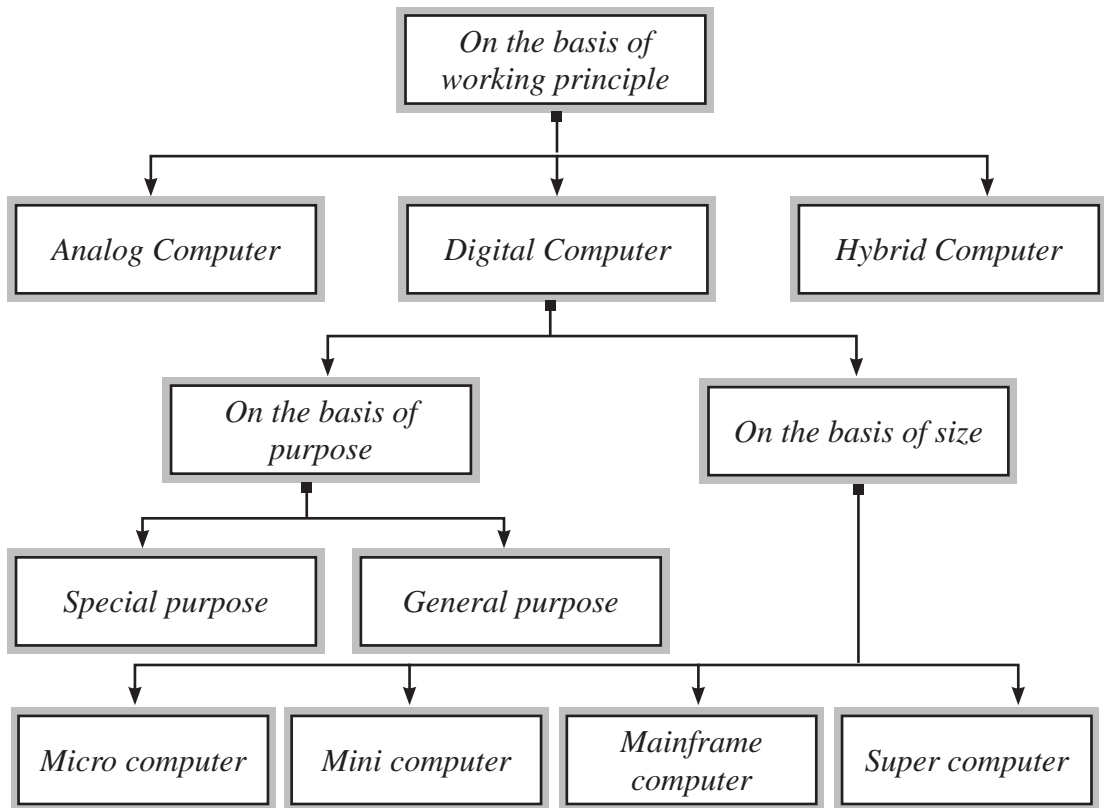 On the basis of
working principle
Analog Computer
Digital Computer
Hybrid Computer
On the basis of
purpose
On the basis of size
Special purpose
General purpose
Micro computer
Mini computer
Mainframe
computer
Super computer